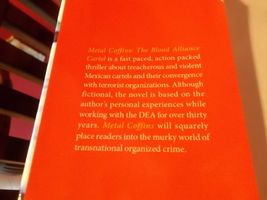 Metal Coffins: The Blood Alliance
Cartel is a fast paced, action packed
thriller about treacherous and violent
Mexican cartels and their convergence
with terrorist organizations. Although
fictional, the novel is based on the
author's personal experiences while
working with the DEA for over thirty
years. Metal Coffins will squarely
place readers into the murky world of
transnational organized crime.